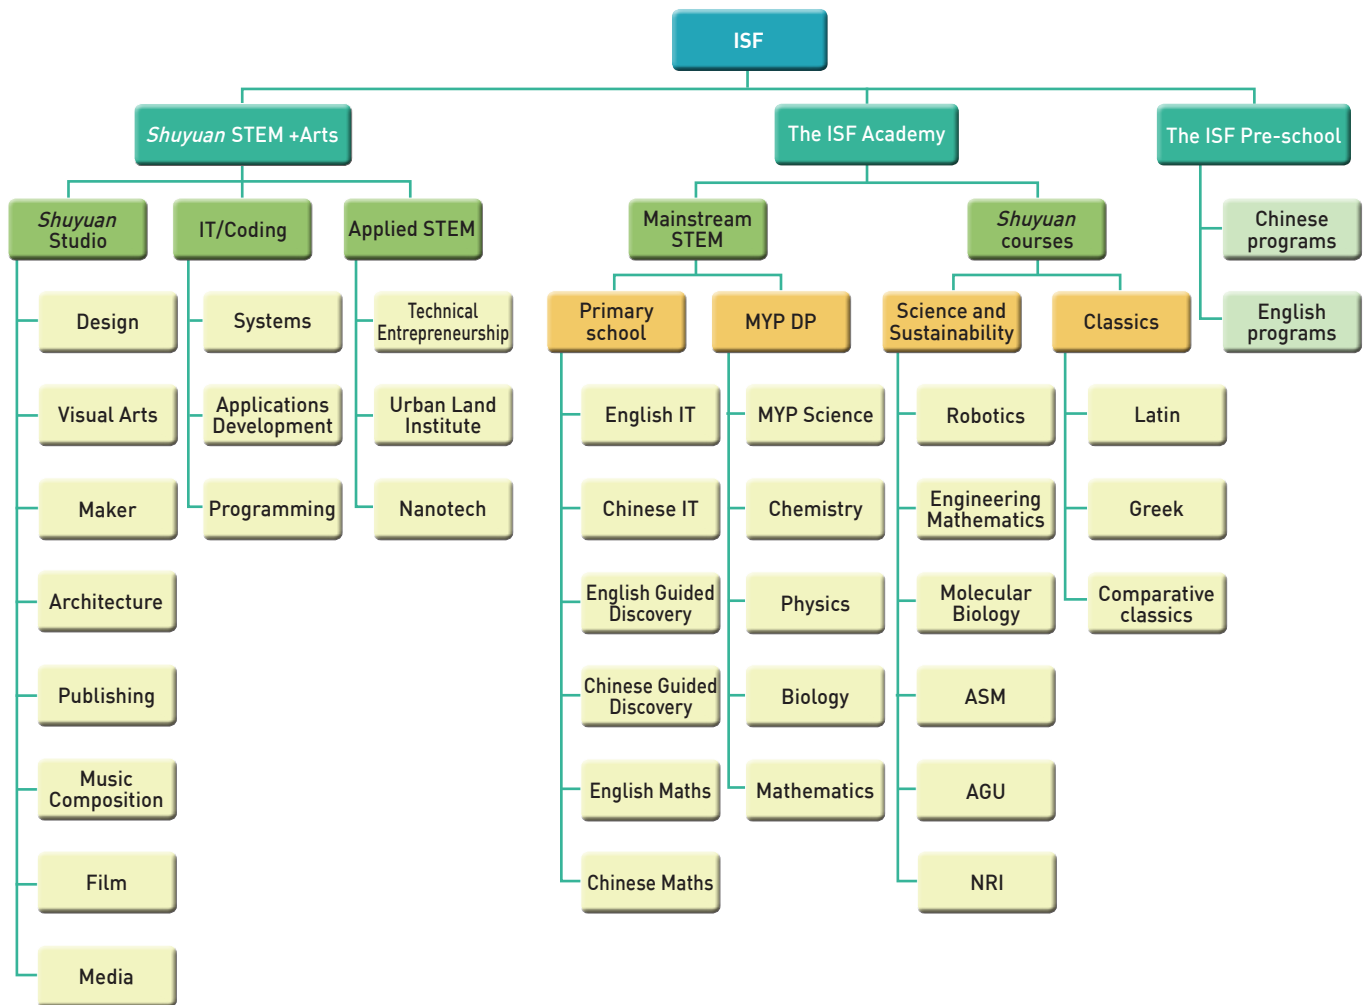 ISF
Shuyuan STEM +Arts
The ISF Academy
The ISF Pre-school
Shuyuan
Studio
IT/Coding
Applied STEM
Mainstream
STEM
Shuyuan
courses
Chinese
programs
English
programs
Primary
school
MYP DP
Science and
Sustainability
Classics
Design
Visual Arts
Maker
Architecture
Publishing
Music
Composition
Film
Media
Systems
Applications
Development
Programming
Technical
Entrepreneurship
Urban Land
Institute
Nanotech
English IT
Chinese IT
English Guided
Discovery
Chinese Guided
Discovery
English Maths
Chinese Maths
MYP Science
Chemistry
Physics
Biology
Mathematics
Robotics
Engineering
Mathematics
Molecular
Biology
ASM
AGU
NRI
Latin
Greek
Comparative
classics